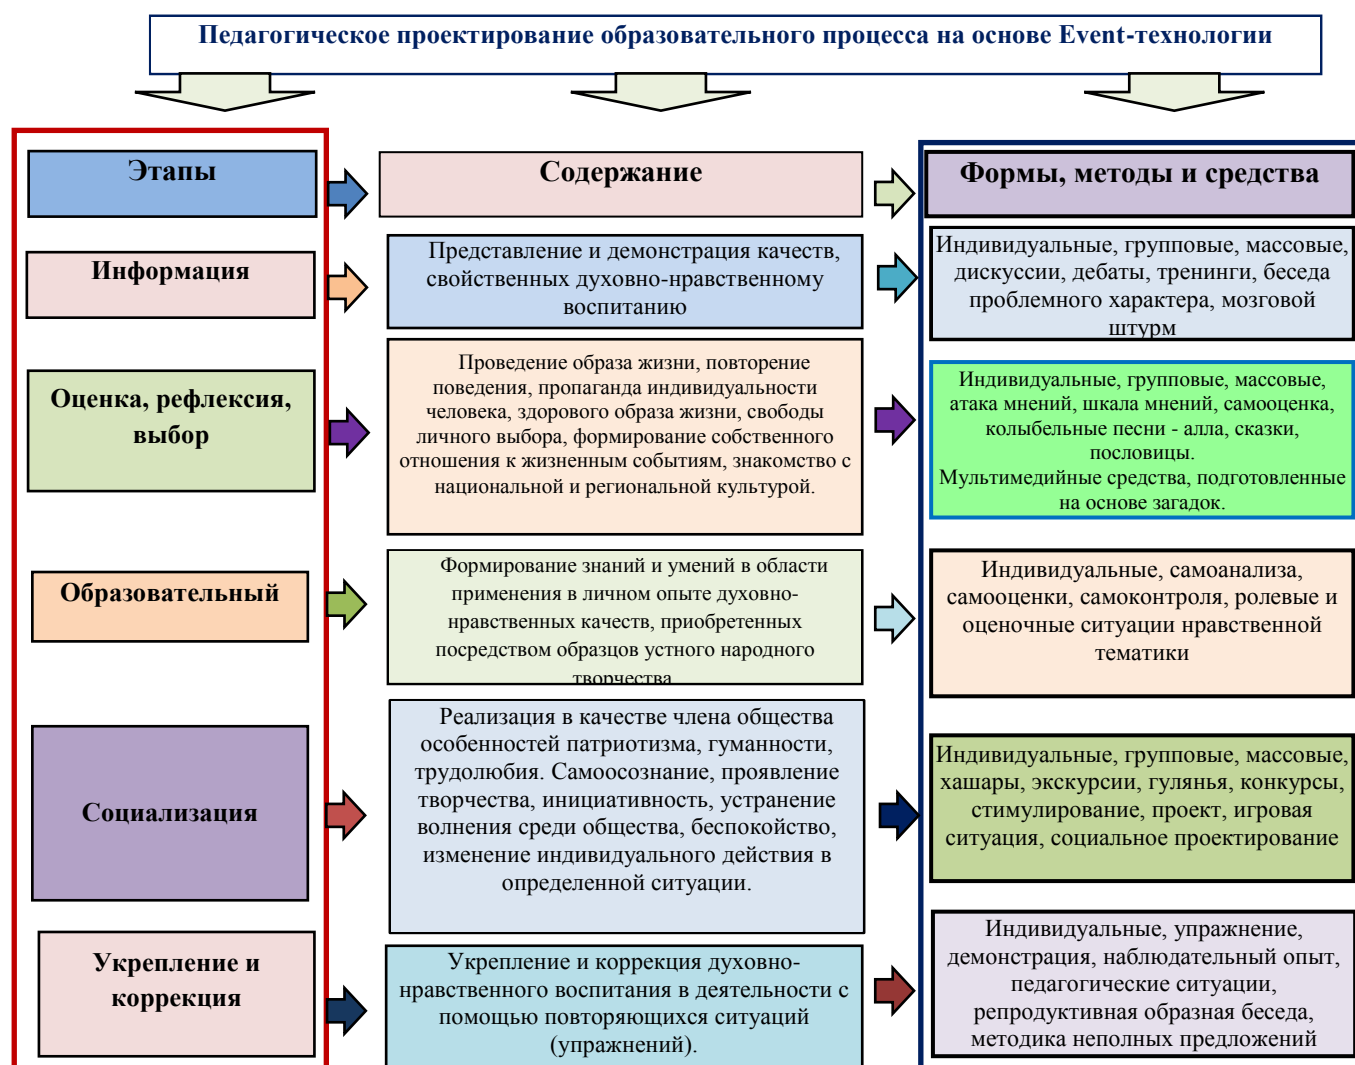 Педагогическое проектирование образовательного процесса на основе Event-технологии
Этапы
Содержание
Формы, методы и средства
Информация
Представление и демонстрация качеств,
свойственных духовно-нравственному
воспитанию
Индивидуальные, групповые, массовые,
дискуссии, дебаты, тренинги, беседа
проблемного характера, мозговой
штурм
Оценка, рефлексия,
выбор
Проведение образа жизни, повторение
поведения, пропаганда индивидуальности
человека, здорового образа жизни, свободы
личного выбора, формирование собственного
отношения к жизненным событиям, знакомство с
национальной и региональной культурой.
Индивидуальные, групповые, массовые,
атака мнений, шкала мнений, самооценка,
колыбельные песни - алла, сказки,
пословицы.
Мультимедийные средства, подготовленные
на основе загадок.
Образовательный
Формирование знаний и умений в области
применения в личном опыте духовно-
нравственных качеств, приобретенных
посредством образцов устного народного
творчества
Индивидуальные, самоанализа,
самооценки, самоконтроля, ролевые и
оценочные ситуации нравственной
тематики
Социализация
Реализация в качестве члена общества
особенностей патриотизма, гуманности,
трудолюбия. Самоосознание, проявление
творчества, инициативность, устранение
волнения среди общества, беспокойство,
изменение индивидуального действия в
определенной ситуации.
Индивидуальные, групповые, массовые,
хашары, экскурсии, гулянья, конкурсы,
стимулирование, проект, игровая
ситуация, социальное проектирование
Укрепление и
коррекция
Укрепление и коррекция духовно-
нравственного воспитания в деятельности с
помощью повторяющихся ситуаций
(упражнений).
Индивидуальные, упражнение,
демонстрация, наблюдательный опыт,
педагогические ситуации,
репродуктивная образная беседа,
методика неполных предложений